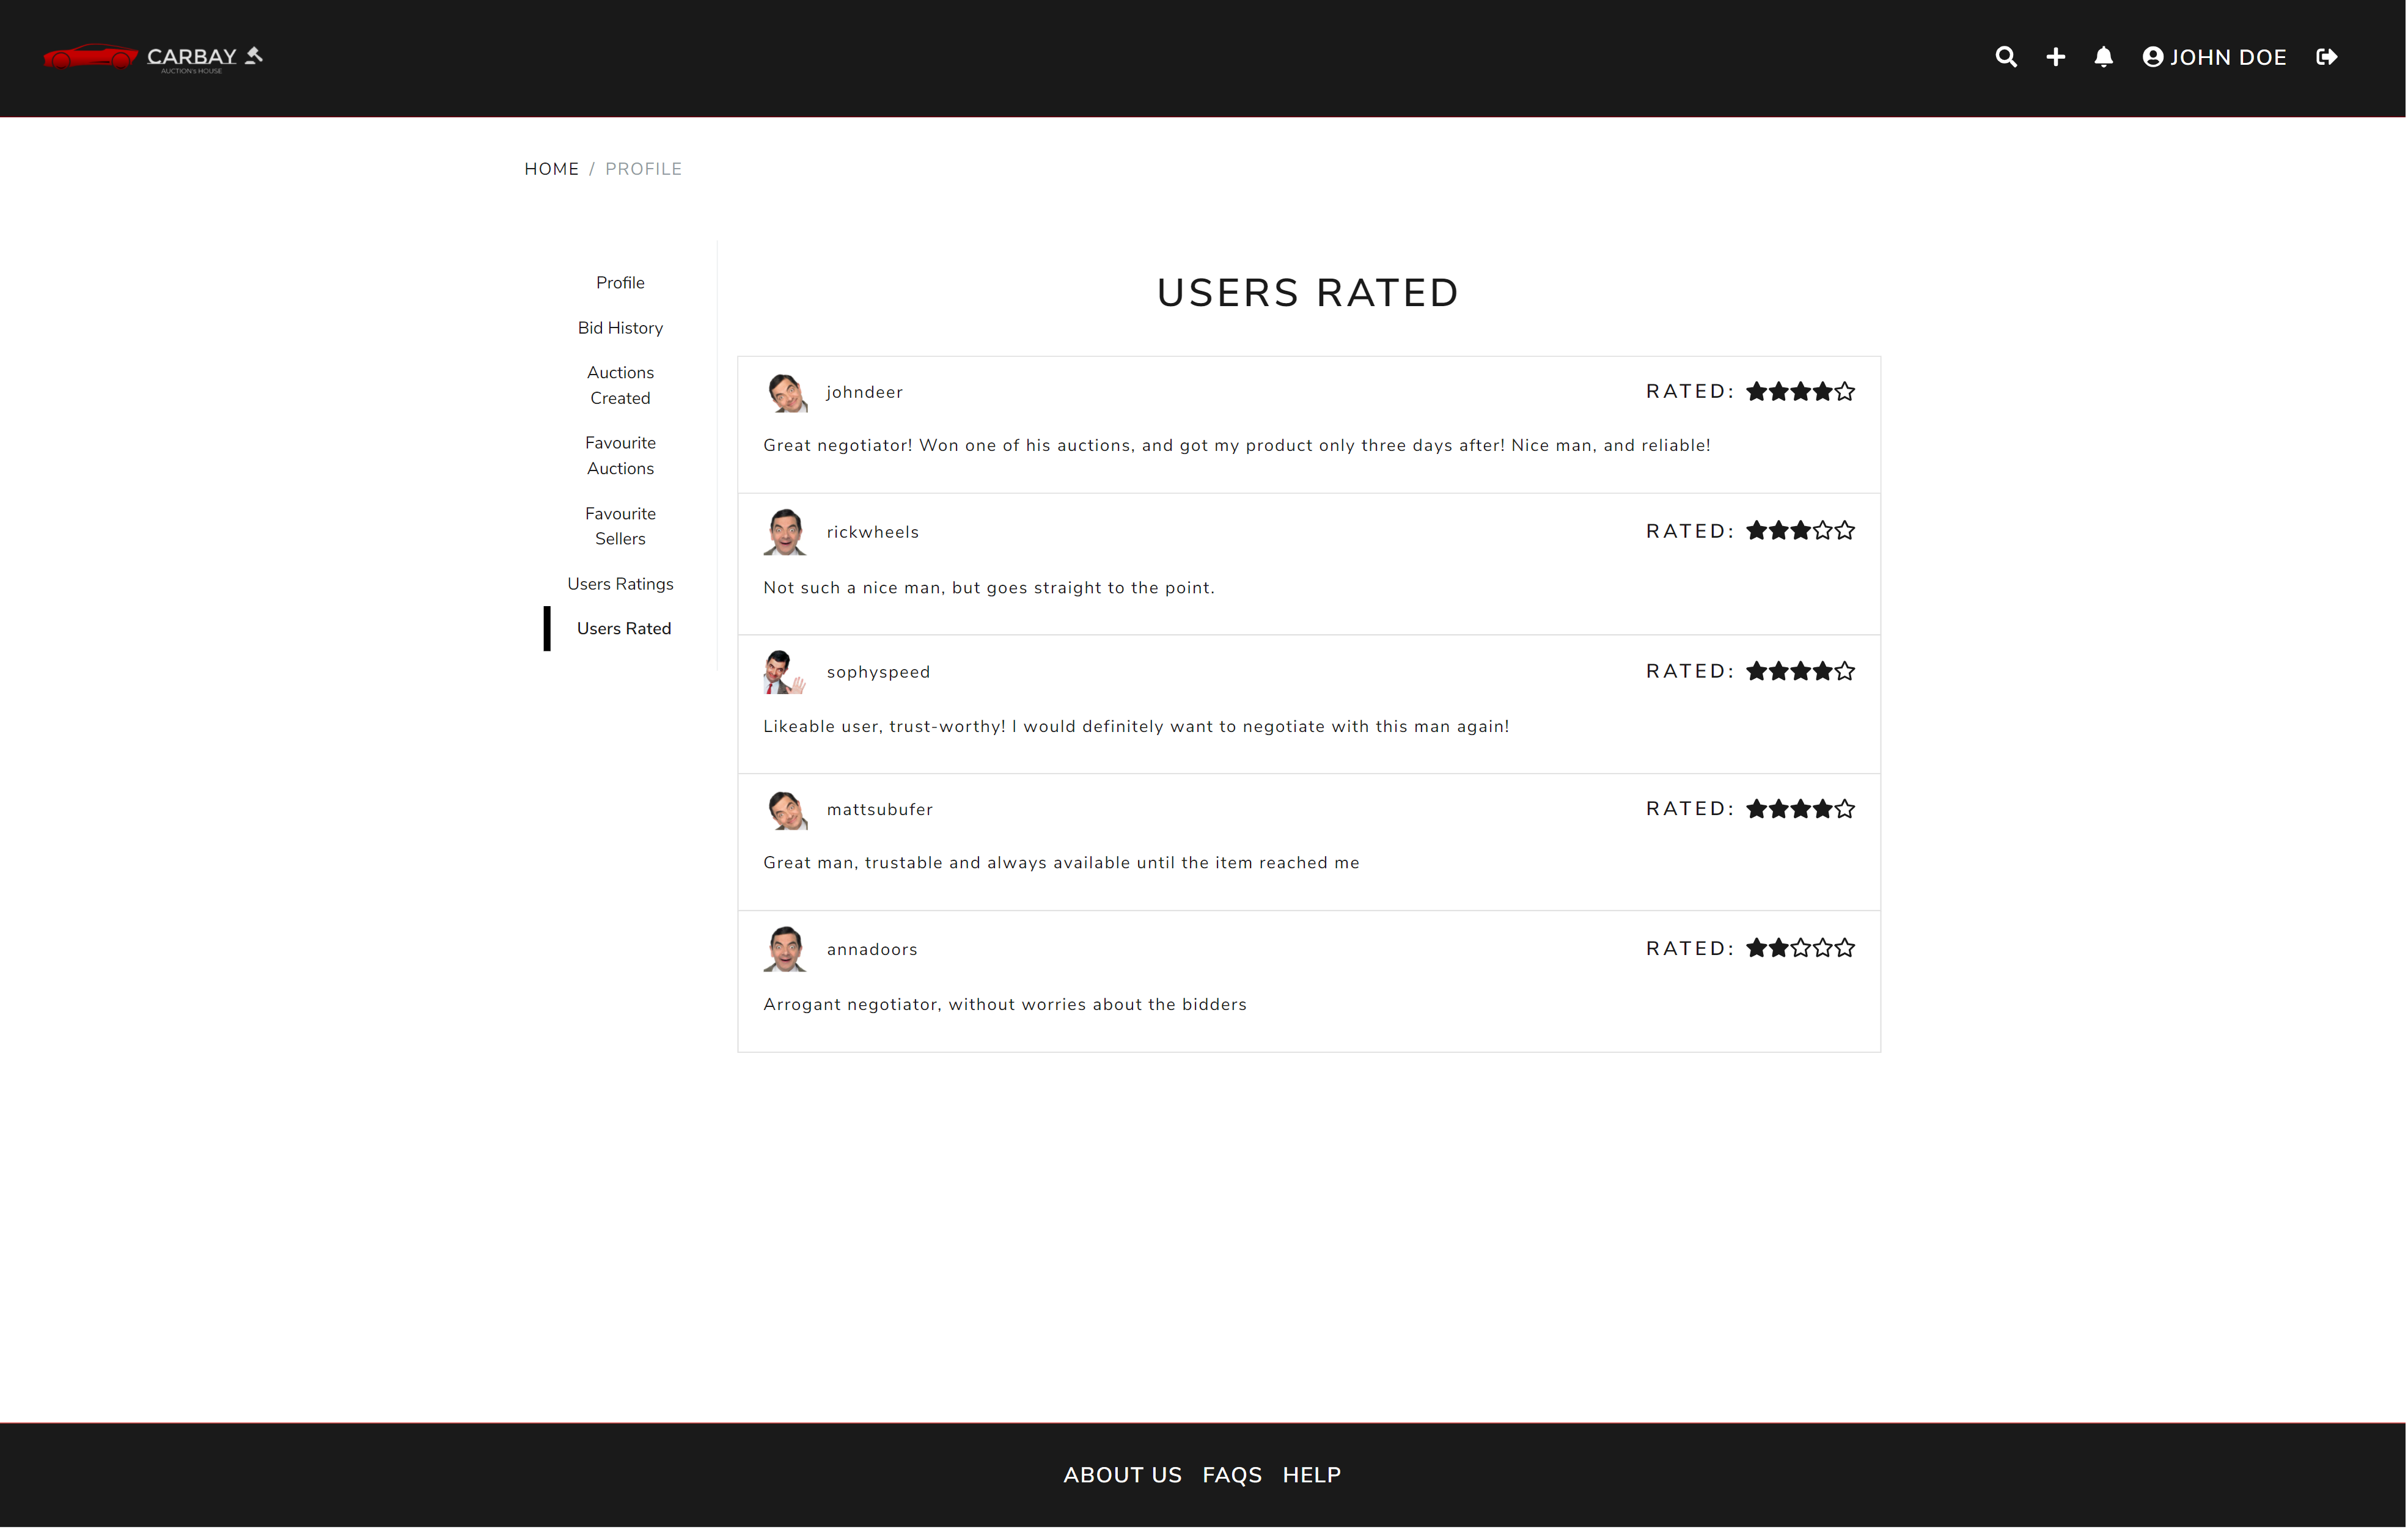 CARBAY
AUCTION's HOUSE
JOHN DOE
HOME / PROFILE
Profile
Bid History
Auctions
Created
Favourite
Auctions
Favourite
Sellers
Users Ratings
Users Rated
USERS RATED
johndeer
RATED:
Great negotiator! Won one of his auctions, and got my product only three days after! Nice man, and reliable!
rickwheels
RATED:
Not such a nice man, but goes straight to the point.
sophyspeed
RATED:
Likeable user, trust-worthy! I would definitely want to negotiate with this man again!
mattsubufer
RATED:
Great man, trustable and always available until the item reached me
annadoors
RATED:
Arrogant negotiator, without worries about the bidders
ABOUT US FAQS HELP